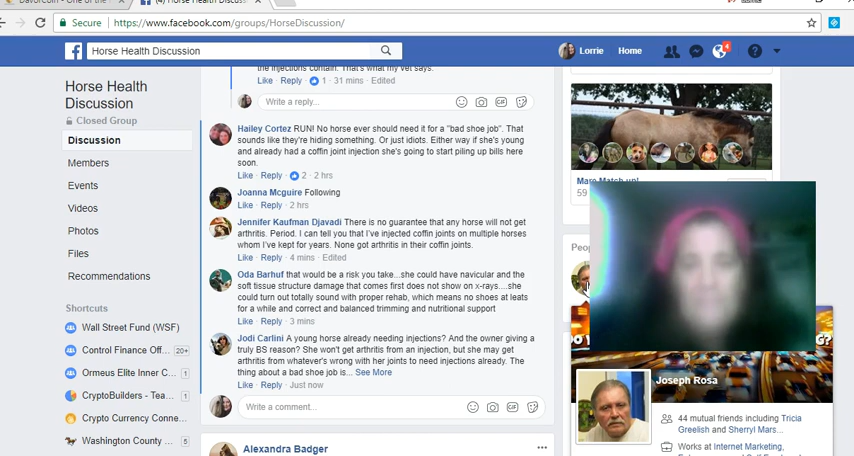 DavorCoin - One of the
(4) Horse Health Discuss
Secure
https://www.facebook.com/groups/HorseDiscussion/
Horse Health Discussion
Lorrie
Home
4
Horse Health
Discussion
Closed Group
Discussion
Members
Events
Videos
Photos
Files
Recommendations
Shortcuts
Wall Street Fund (WSF)
Control Finance Off... 20+
Ormeus Elite Inner C... 1
CryptoBuilders - Tea... 1
Crypto Currency Conne...
Washington County ... 5
the injections contain. That's what my vet says.
Like · Reply · 1 · 31 mins · Edited
Write a reply...
Hailey Cortez RUN! No horse ever should need it for a "bad shoe job". That
sounds like they're hiding something. Or just idiots. Either way if she's young
and already had a coffin joint injection she's going to start piling up bills here
soon.
Like · Reply · 2 · 2 hrs
Joanna Mcguire Following
Like · Reply · 2 hrs
Jennifer Kaufman Djavadi There is no guarantee that any horse will not get
arthritis. Period. I can tell you that I've injected coffin joints on multiple horses
whom I've kept for years. None got arthritis in their coffin joints.
Like · Reply · 4 mins · Edited
Oda Barhuf that would be a risk you take...she could have navicular and the
soft tissue structure damage that comes first does not show on x-rays....she
could turn out totally sound with proper rehab, which means no shoes at leats
for a while and correct and balanced trimming and nutritional support
Like · Reply · 3 mins
Jodi Carlini A young horse already needing injections? And the owner giving a
truly BS reason? She won't get arthritis from an injection, but she may get
arthritis from whatever's wrong with her joints to need injections already. The
thing about a bad shoe job is... See More
Like · Reply · Just now
Write a comment...
Alexandra Badger
Mare Match up!
59
Peop
Joseph Rosa
44 mutual friends including Tricia
Greelish and Sherryl Mars...
Works at Internet Marketing,